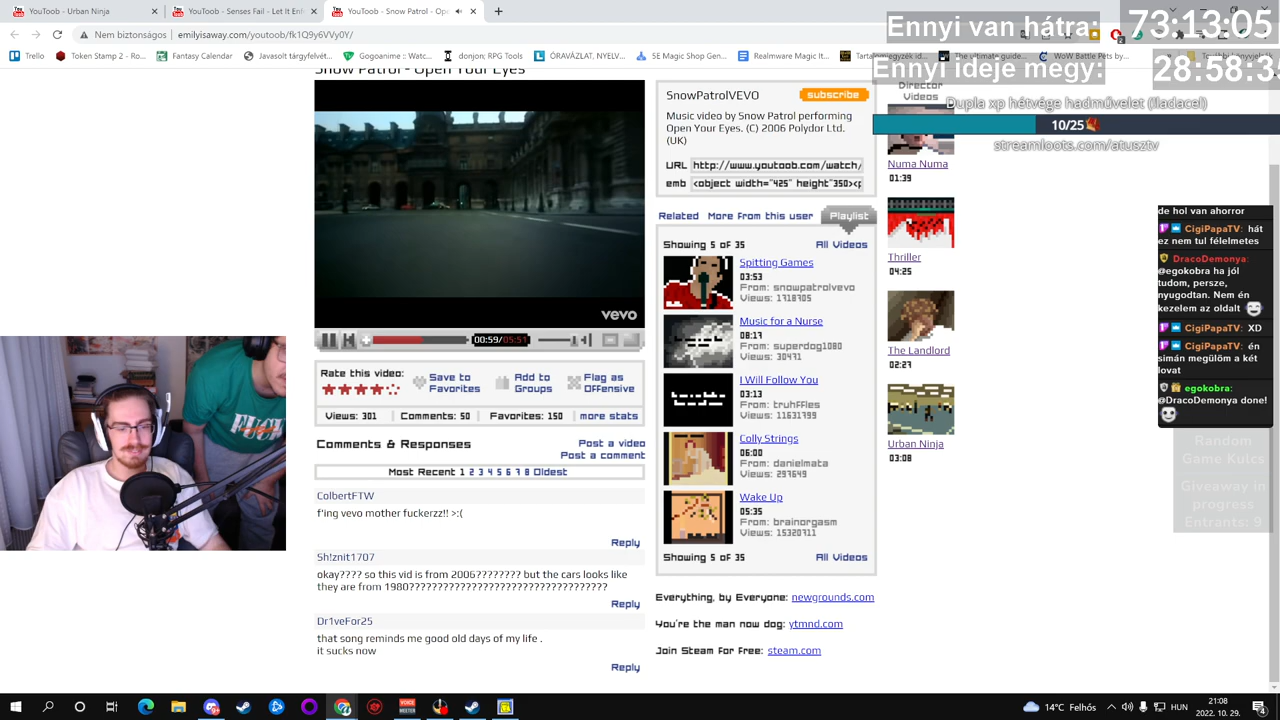 YouToob - Urban Ninja
YouToob - Senses Fail - Let It Enf
YouToob - Snow Patrol - Ope
Nem biztonságos
emilyisaway.com/youtoob/fk1Q9y6VVy0Y/
Ennyi van hátra:
73:13:05
Trello
Token Stamp 2 - Ro...
Fantasy Calendar
Javasolt tárgyfelvét...
Gogoanime :: Watc...
donjon; RPG Tools
ÓRAVÁZLAT, NYELV...
5E Magic Shop Gen...
Realmware Magic It...
The ultimate guide...
WoW Battle Pets by...
Ennyi ideje megy:
28:58:3
Dupla xp hétvége hadművelet (!ladacel)
10/25
streamloots.com/atusztv
Snow Patrol - Open Your Eyes
vevo
00:59/05:51
Rate this video:
Save to Favorites
Add to Groups
Flag as Offensive
Views: 301
Comments: 50
Favorites: 150
more stats
Comments & Responses
Post a video
Post a comment
Most Recent 1 2 3 4 5 6 7 8 Oldest
ColbertFTW
f'ing vevo mother fuckerzz!! >:(
Reply
Sh!znit1707
okay???? so this vid is from 2006???????? but the cars looks like
they are from 1980???????????????????????????????????
Reply
Dr1veFor25
that song reminds me good old days of my life .
it sucks now
Reply
SnowPatrolVEVO
subscribe
Music video by Snow Patrol performing
Open Your Eyes. (C) 2006 Polydor Ltd.
(UK)
URL http://www.youtoob.com/watch/
emb <object width="425" height"350><p
Related
More from this user
Playlist
Showing 5 of 35
All Videos
Spitting Games
03:53
From: snowpatrolvevo
Views: 1718705
Music for a Nurse
08:17
From: superdog1080
Views: 30471
I Will Follow You
03:13
From: truhffles
Views: 11631799
Colly Strings
06:00
From: danielmata
Views: 297649
Wake Up
05:35
From: brainorgasm
Views: 15320711
Showing 5 of 35
All Videos
Everything, by Everyone: newgrounds.com
You're the man now dog: ytmnd.com
Join Steam for free: steam.com
Director
Videos
Numa Numa
01:39
Thriller
04:25
The Landlord
02:27
Urban Ninja
03:08
de hol van ahorror
CigiPapaTV: hát
ez nem tul félelmetes
DracoDemonya:
@egokobra ha jól
tudom, persze,
nyugodtan. Nem én
kezelem az oldalt
CigiPapaTV: XD
CigiPapaTV: én
simán megülöm a két
lovat
egokobra:
@DracoDemonya done!
Random
Game Kulcs
Giveaway in
progress
Entrants: 9
14°C Felhős
HUN
21:08
2022. 10. 29.